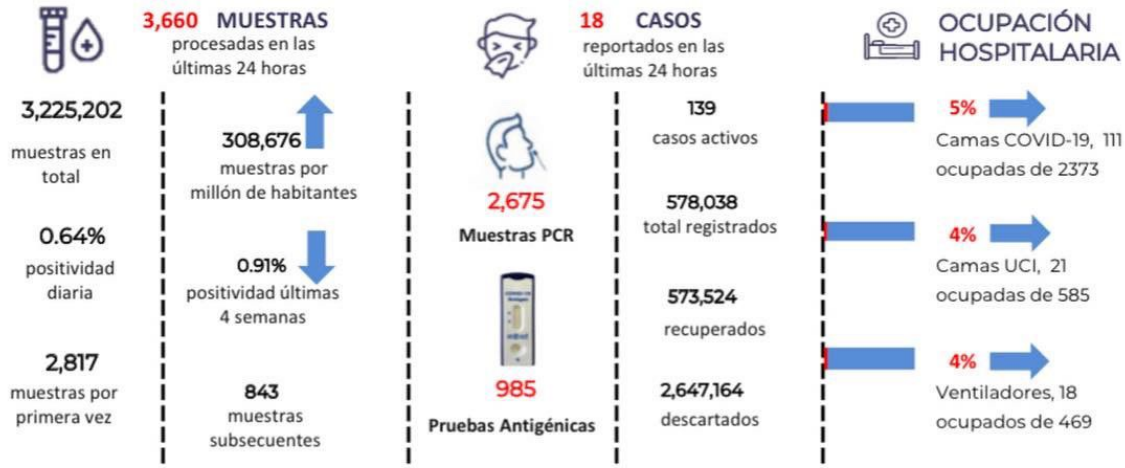 3,660 MUESTRAS
procesadas en las
últimas 24 horas
3,225,202
muestras en
total
308,676
muestras por
millón de habitantes
0.64%
positividad
diaria
0.91%
positividad últimas
4 semanas
2,817
muestras por
primera vez
843
muestras
subsecuentes
18 CASOS
reportados en las
últimas 24 horas
2,675
Muestras PCR
985
Pruebas Antigénicas
139
casos activos
578,038
total registrados
573,524
recuperados
2,647,164
descartados
OCUPACIÓN
HOSPITALARIA
5%
Camas COVID-19, 111
ocupadas de 2373
4%
Camas UCI, 21
ocupadas de 585
4%
Ventiladores, 18
ocupados de 469